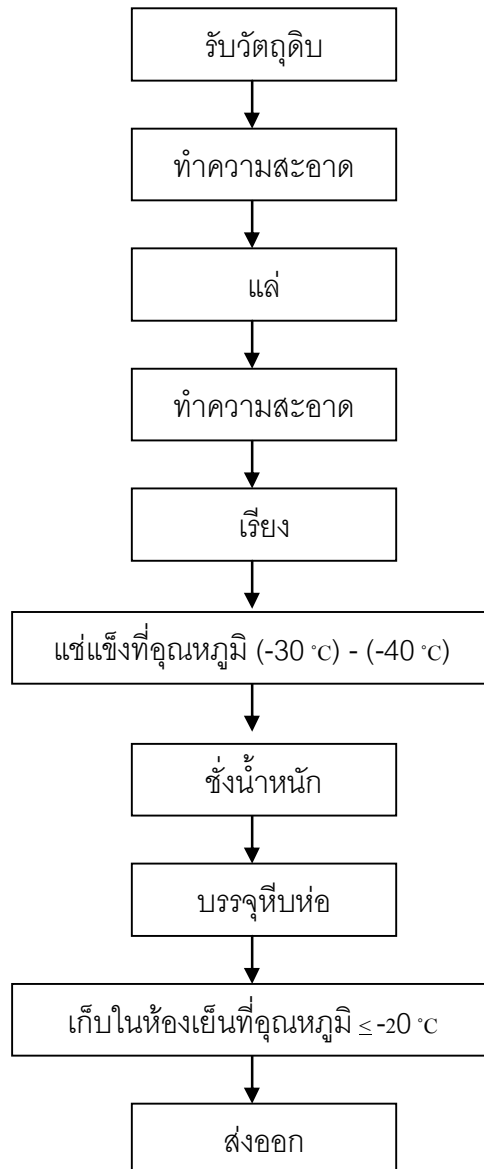 รับวัตถุดิบ
ทำความสะอาด
แล่
ทำความสะอาด
เรียง
แช่แข็งที่อุณหภูมิ (-30 °C) - (-40 °C)
ชั่งน้ำหนัก
บรรจุหีบห่อ
เก็บในห้องเย็นที่อุณหภูมิ ≤ -20 °C
ส่งออก